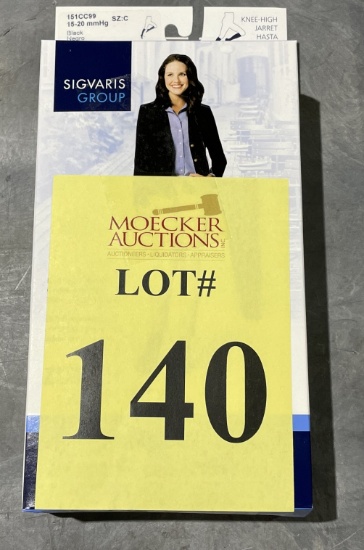 151CC99 SZ:C
15-20 mmHg
Black
KNEE-HIGH
JARRET
HASTA
SIGVARIS
GROUP
MOECKER
AUCTIONS INC.
AUCTIONEERS · LIQUIDATORS · APPRAISERS
LOT#
140